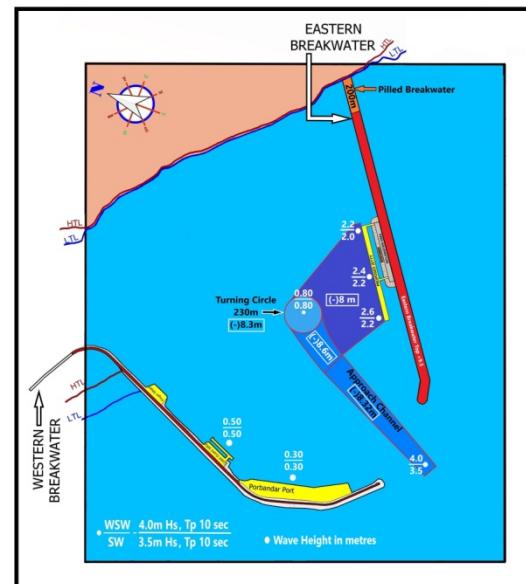 EASTERN
BREAKWATER
HTL
LTL
N
Pilled Breakwater
200m
HTL
LTL
2.2
2.0
2.4
2.2
2.6
2.2
0.80
0.80
(-)8 m
Turning Circle
230m
(-)8.3m
(-)8.6m
Approach Channel
(-)8.32m
4.0
3.5
HTL
LTL
WESTERN
BREAKWATER
0.50
0.50
0.30
0.30
Porbandar Port
WSW - 4.0m Hs, Tp 10 sec
SW 3.5m Hs, Tp 10 sec
Wave Height in metres